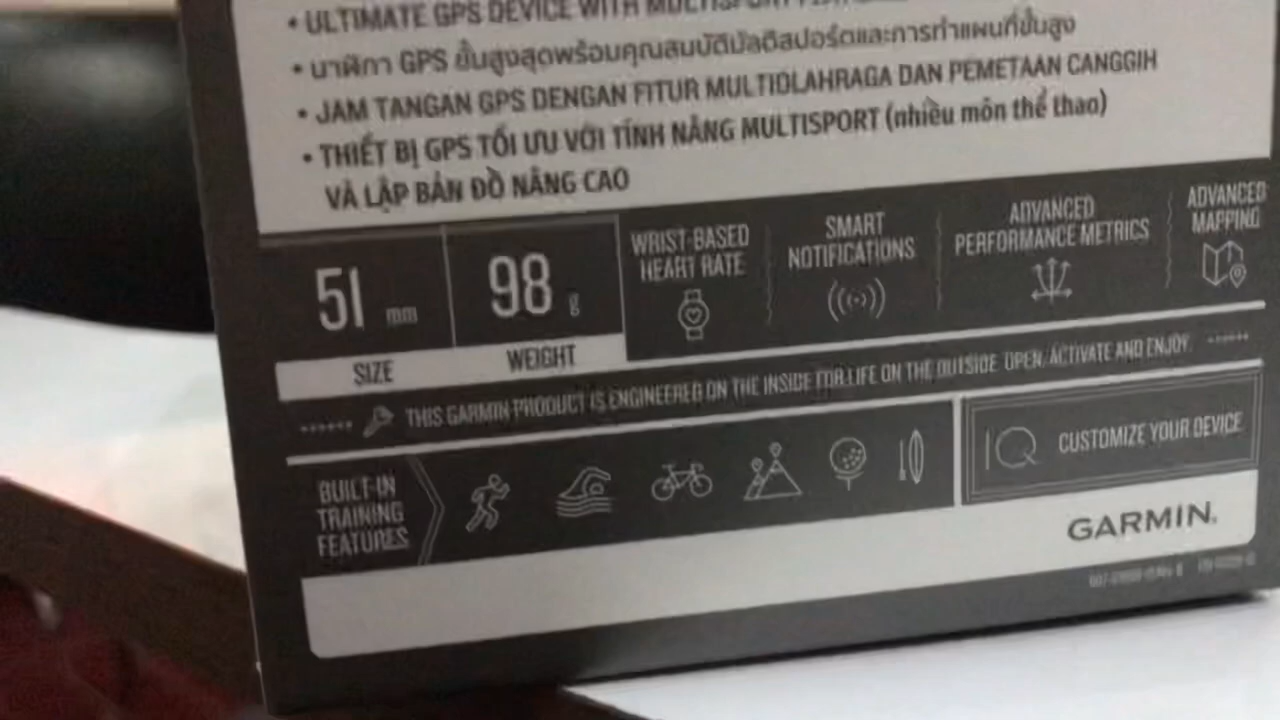 • ULTIMATE GPS DEVICE WITH MULTISPORT
• นาฬิกา GPS ชั้นสูงสุดพร้อมคุณสมบัติมัลติสปอร์ตและการทำแผนที่ขั้นสูง
• JAM TANGAN GPS DENGAN FITUR MULTIOLAHRAGA DAN PEMETAAN CANGGIH
• THIẾT BỊ GPS TỐI ƯU VỚI TÍNH NĂNG MULTISPORT (nhiều môn thể thao)
VÀ LẬP BẢN ĐỒ NÂNG CAO
51 mm
SIZE
98 g
WEIGHT
WRIST-BASED
HEART RATE
SMART
NOTIFICATIONS
ADVANCED
PERFORMANCE METRICS
ADVANCED
MAPPING
THIS GARMIN PRODUCT IS ENGINEERED ON THE INSIDE FOR LIFE ON THE OUTSIDE. OPEN, ACTIVATE AND ENJOY.
BUILT-IN
TRAINING
FEATURES
IQ CUSTOMIZE YOUR DEVICE
GARMIN.